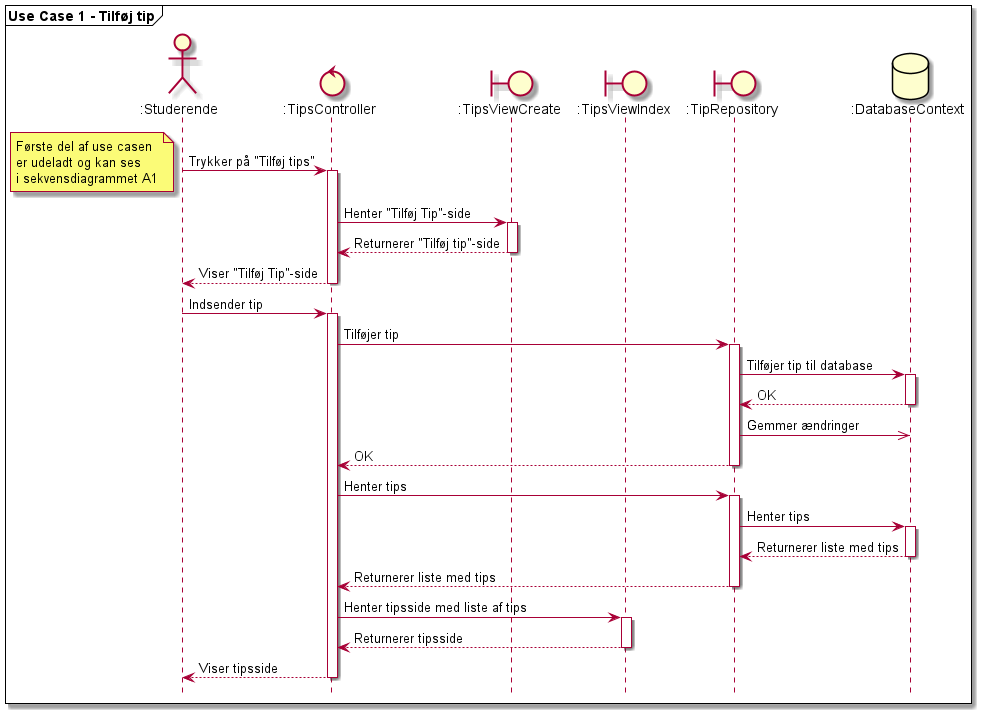 Use Case 1 - Tilføj tip
:Studerende
:TipsController
:TipsViewCreate
:TipsViewIndex
:TipRepository
:DatabaseContext
Første del af use casen
er udeladt og kan ses
i sekvensdiagrammet A1
Trykker på "Tilføj tips"
Henter "Tilføj Tip"-side
Returnerer "Tilføj tip"-side
Viser "Tilføj Tip"-side
Indsender tip
Tilføjer tip
Tilføjer tip til database
OK
Gemmer ændringer
OK
Henter tips
Henter tips
Returnerer liste med tips
Returnerer liste med tips
Henter tipsside med liste af tips
Returnerer tipsside
Viser tipsside